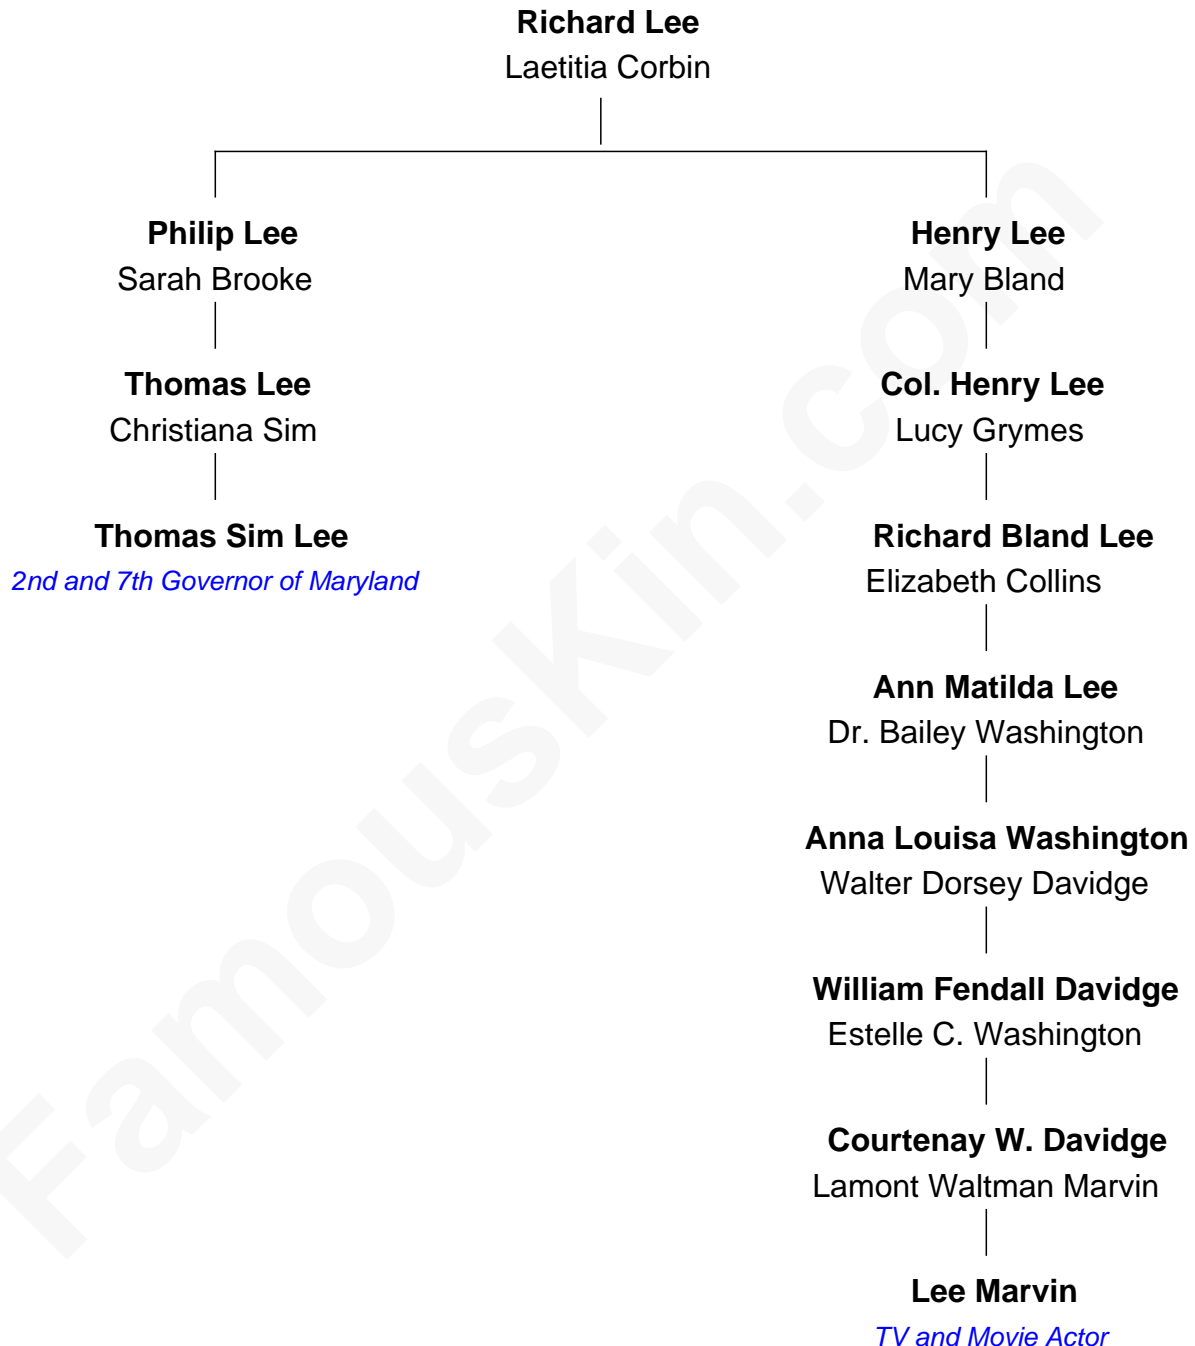 Richard Lee
Laetitia Corbin
Philip Lee
Sarah Brooke
Thomas Lee
Christiana Sim
Thomas Sim Lee
2nd and 7th Governor of Maryland
Henry Lee
Mary Bland
Col. Henry Lee
Lucy Grymes
Richard Bland Lee
Elizabeth Collins
Ann Matilda Lee
Dr. Bailey Washington
Anna Louisa Washington
Walter Dorsey Davidge
William Fendall Davidge
Estelle C. Washington
Courtenay W. Davidge
Lamont Waltman Marvin
Lee Marvin
TV and Movie Actor
FamousKin.com